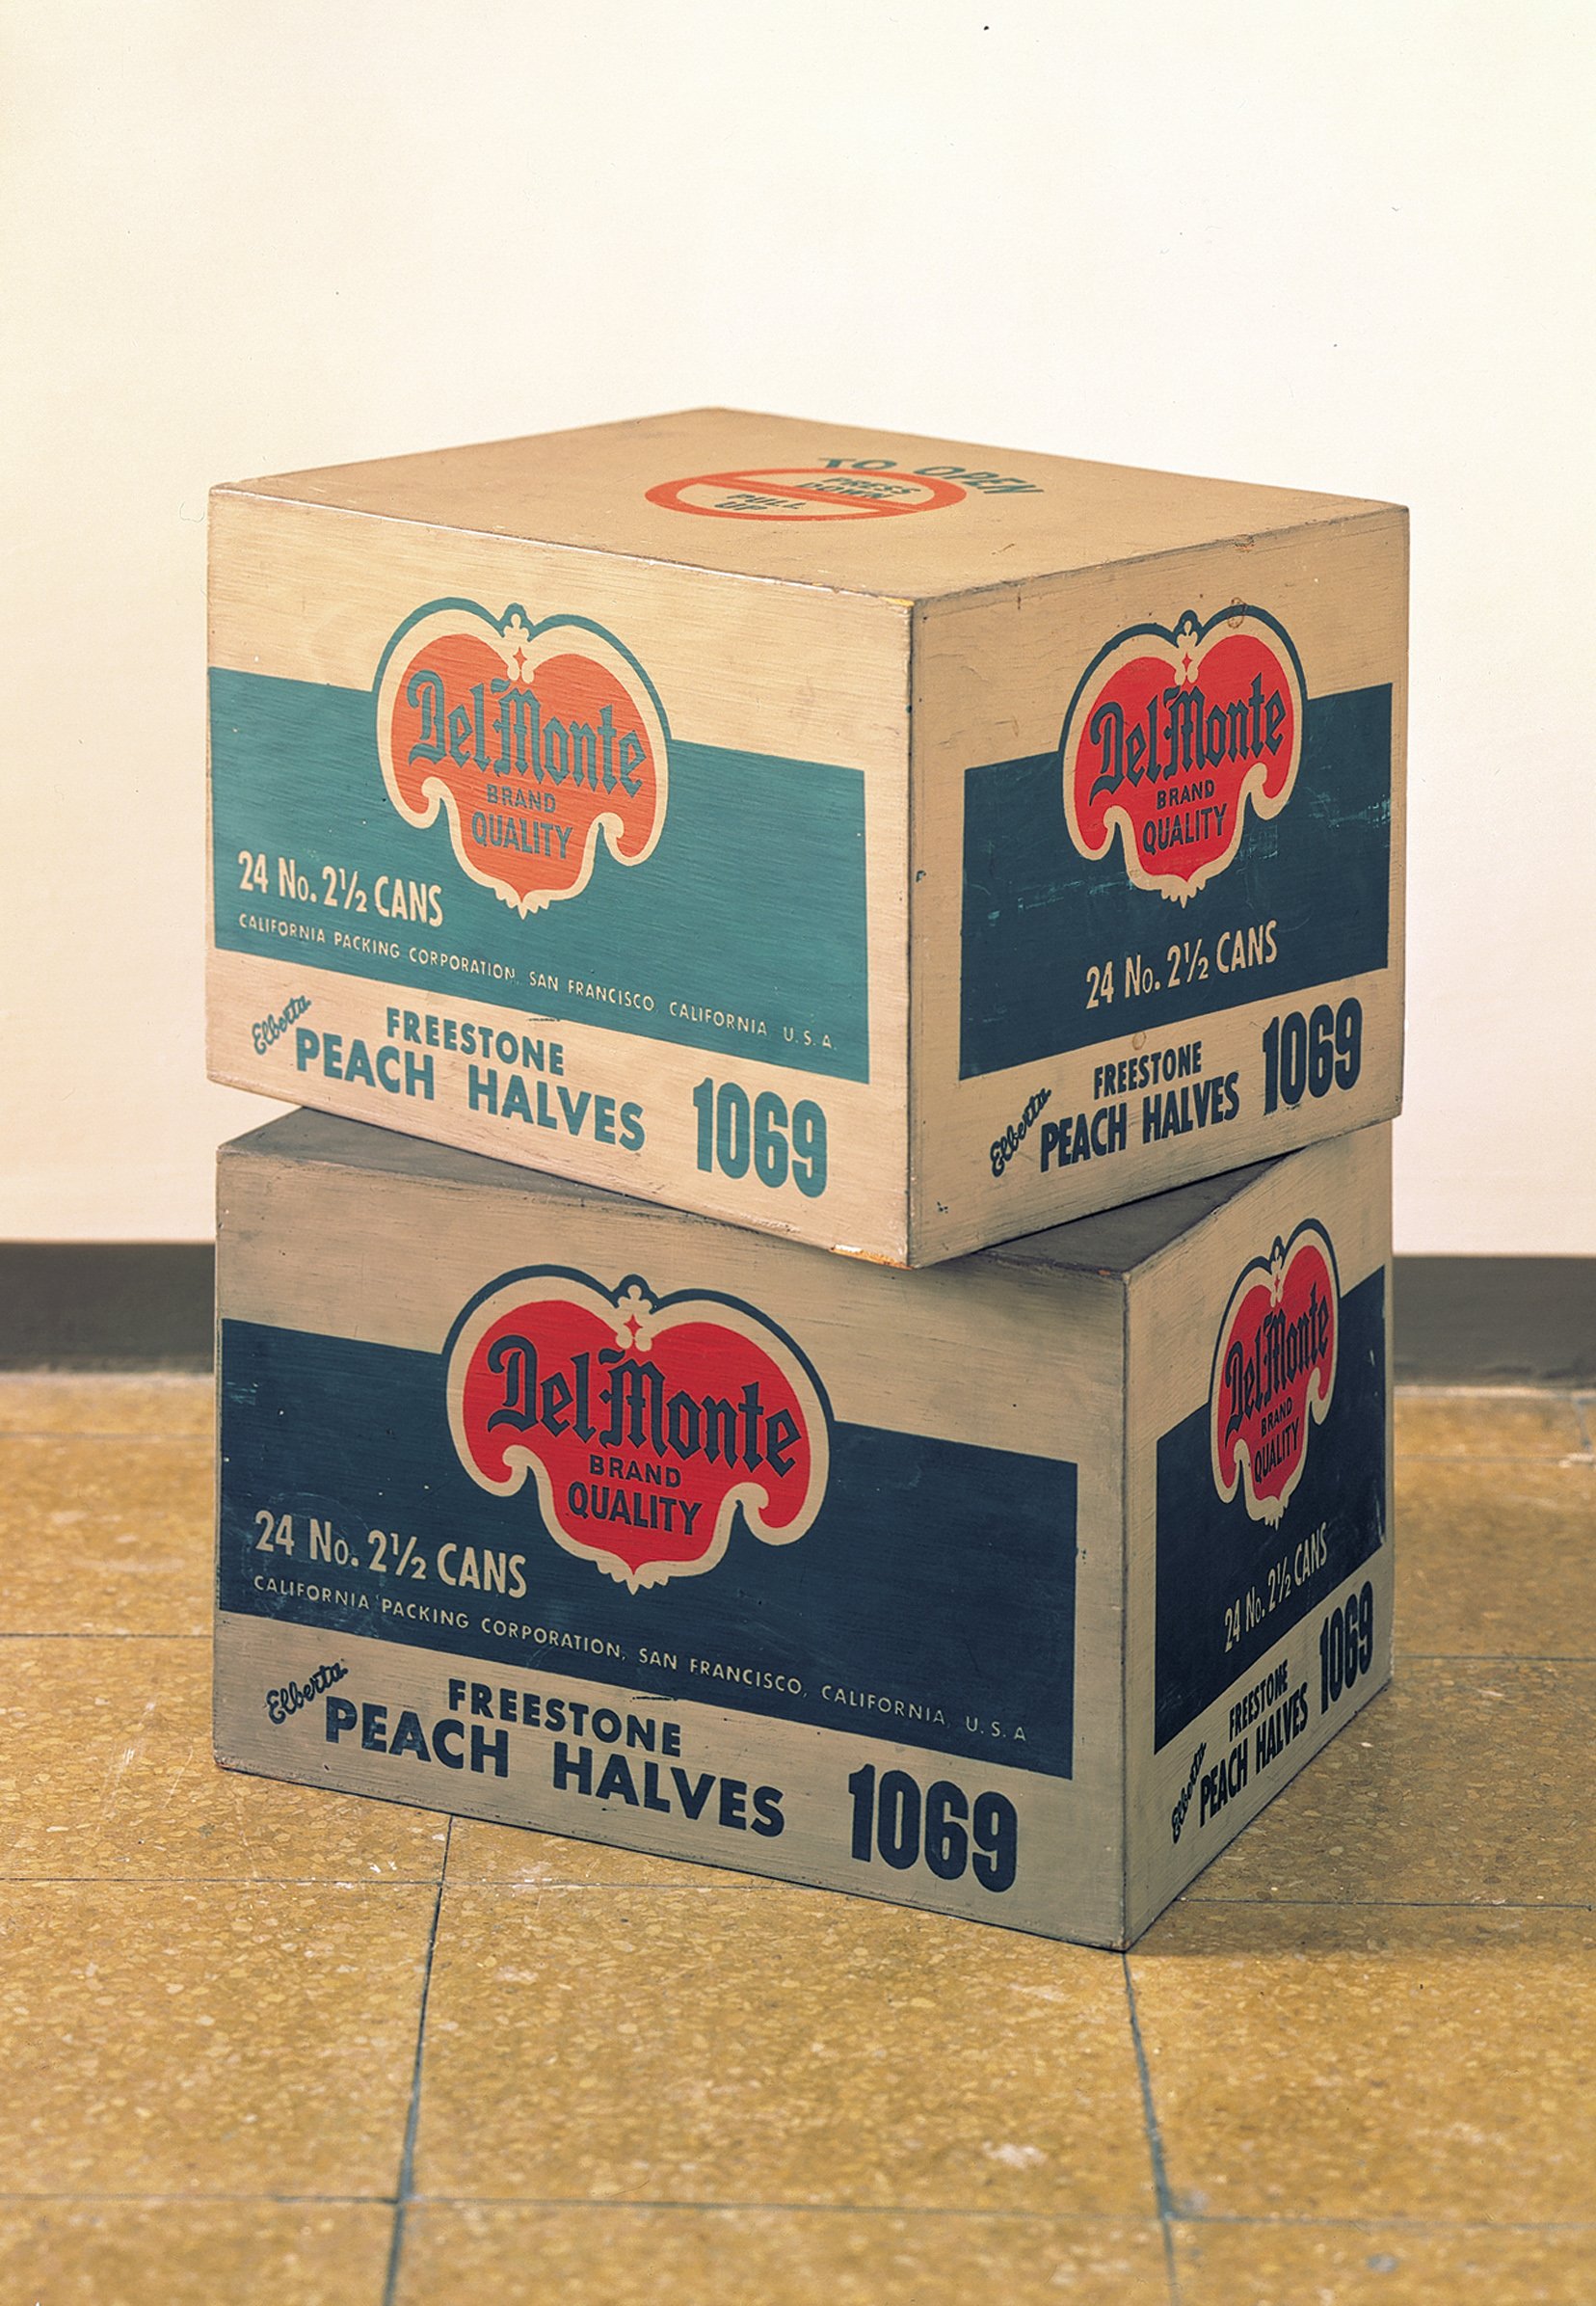 TO OPEN
PRESS
DOWN
PULL
UP
Del Monte
BRAND
QUALITY
24 No. 2½ CANS
CALIFORNIA PACKING CORPORATION, SAN FRANCISCO, CALIFORNIA U.S.A.
Elberta
FREESTONE
PEACH HALVES
1069
Del Monte
BRAND
QUALITY
24 No. 2½ CANS
Elberta
FREESTONE
PEACH HALVES
1069
Del Monte
BRAND
QUALITY
24 No. 2½ CANS
CALIFORNIA PACKING CORPORATION, SAN FRANCISCO, CALIFORNIA U.S.A
Elberta
FREESTONE
PEACH HALVES
1069
Del Monte
BRAND
QUALITY
24 No. 2½ CANS
Elberta
FREESTONE
PEACH HALVES
1069